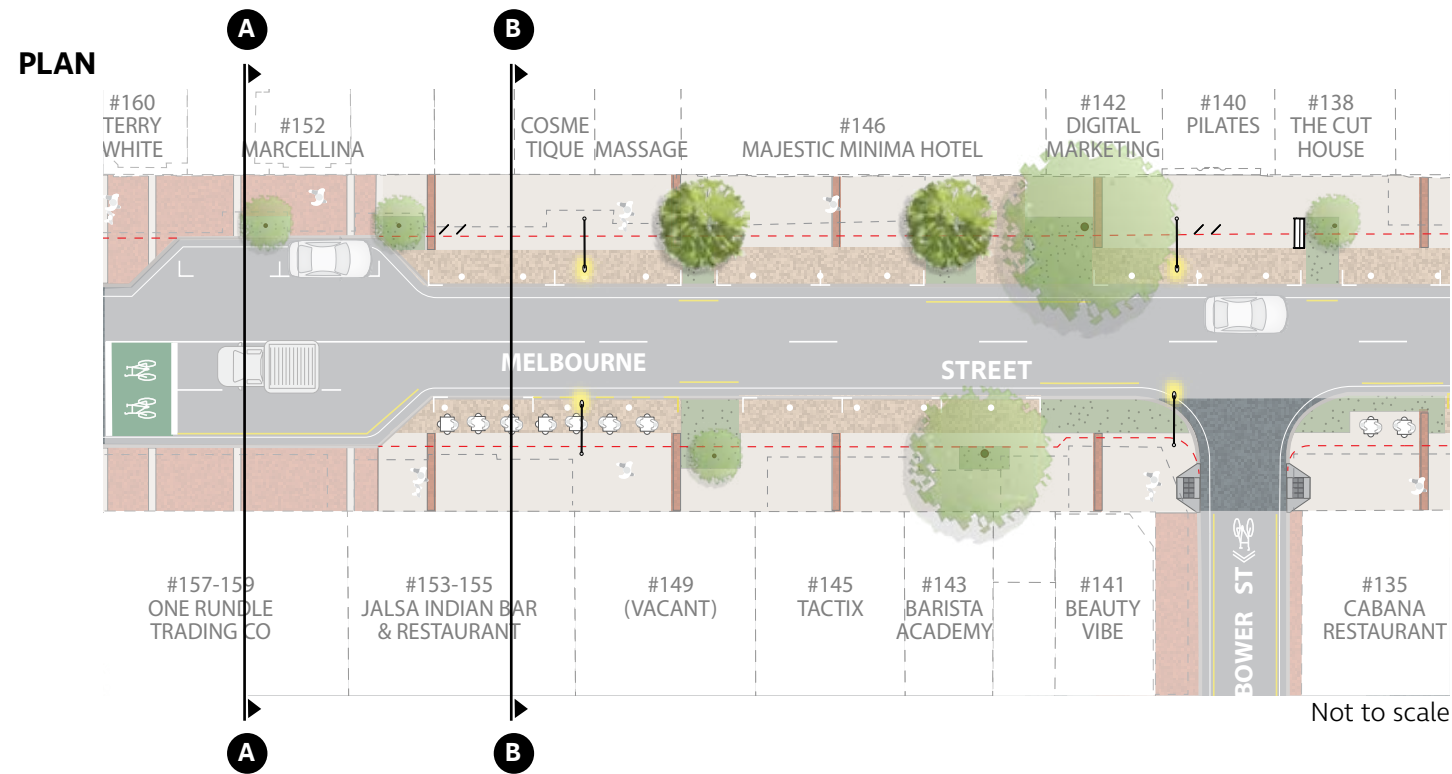 A
B
PLAN
#160
TERRY
WHITE
#152
MARCELLINA
COSME
TIQUE
MASSAGE
#146
MAJESTIC MINIMA HOTEL
#142
DIGITAL
MARKETING
#140
PILATES
#138
THE CUT
HOUSE
MELBOURNE STREET
#157-159
ONE RUNDLE
TRADING CO
#153-155
JALSA INDIAN BAR
& RESTAURANT
#149
(VACANT)
#145
TACTIX
#143
BARISTA
ACADEMY
#141
BEAUTY
VIBE
BOWER ST
#135
CABANA
RESTAURANT
Not to scale
A
B